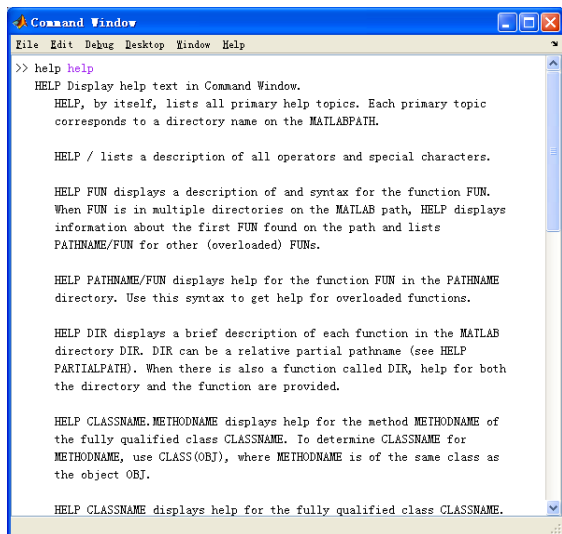 Command Window
File Edit Debug Desktop Window Help
>> help help
HELP Display help text in Command Window.
HELP, by itself, lists all primary help topics. Each primary topic
corresponds to a directory name on the MATLABPATH.
HELP / lists a description of all operators and special characters.
HELP FUN displays a description of and syntax for the function FUN.
When FUN is in multiple directories on the MATLAB path, HELP displays
information about the first FUN found on the path and lists
PATHNAME/FUN for other (overloaded) FUNs.
HELP PATHNAME/FUN displays help for the function FUN in the PATHNAME
directory. Use this syntax to get help for overloaded functions.
HELP DIR displays a brief description of each function in the MATLAB
directory DIR. DIR can be a relative partial pathname (see HELP
PARTIALPATH). When there is also a function called DIR, help for both
the directory and the function are provided.
HELP CLASSNAME.METHODNAME displays help for the method METHODNAME of
the fully qualified class CLASSNAME. To determine CLASSNAME for
METHODNAME, use CLASS(OBJ), where METHODNAME is of the same class as
the object OBJ.
HELP CLASSNAME displays help for the fully qualified class CLASSNAME.